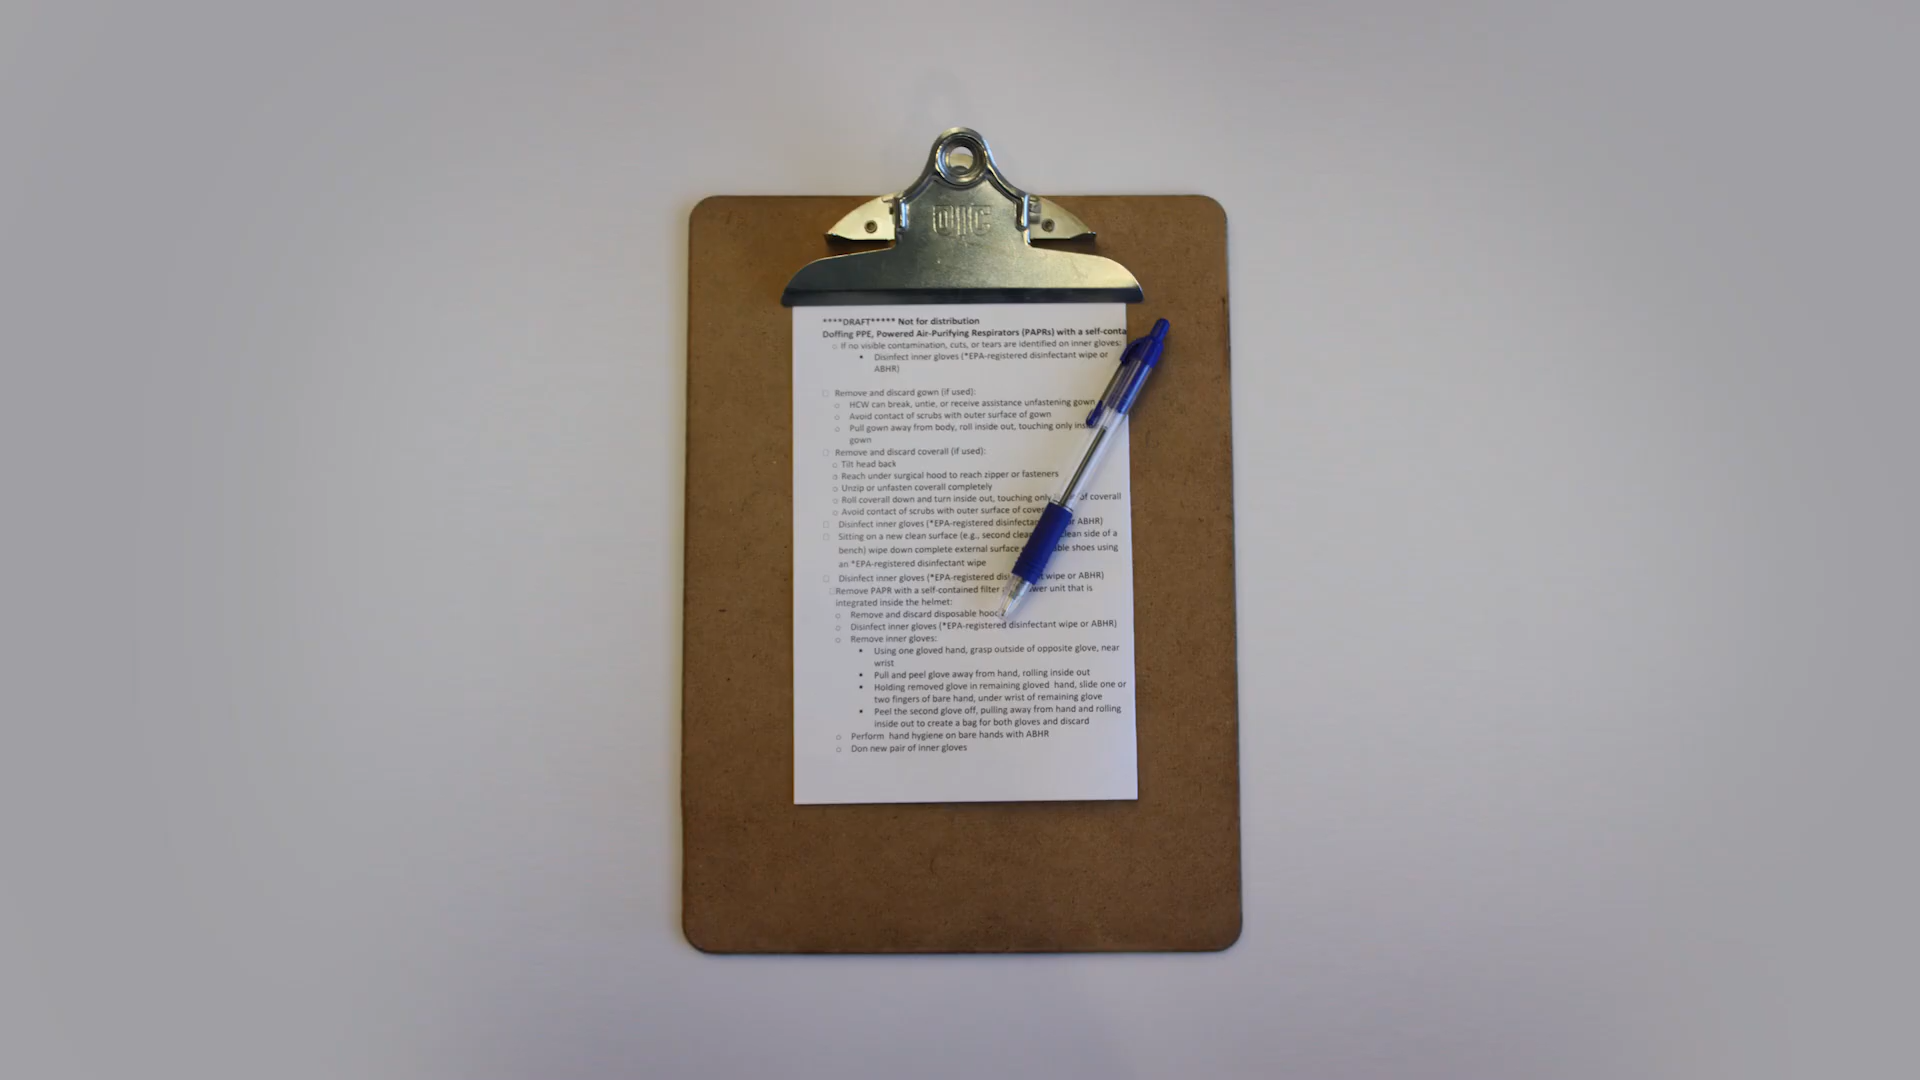 OIC
****DRAFT***** Not for distribution
Doffing PPE, Powered Air-Purifying Respirators (PAPRs) with a self-conta
o If no visible contamination, cuts, or tears are identified on inner gloves:
▪ Disinfect inner gloves (*EPA-registered disinfectant wipe or
ABHR)
□ Remove and discard gown (if used):
o HCW can break, untie, or receive assistance unfastening gown
o Avoid contact of scrubs with outer surface of gown
o Pull gown away from body, roll inside out, touching only
gown
□ Remove and discard coverall (if used):
o Tilt head back
o Reach under surgical hood to reach zipper or fasteners
o Unzip or unfasten coverall completely
o Roll coverall down and turn inside out, touching only of coverall
o Avoid contact of scrubs with outer surface of
□ Disinfect inner gloves (*EPA-registered or ABHR)
□ Sitting on a new clean surface (e.g., second side of a
bench) wipe down complete external surface shoes using
an *EPA-registered disinfectant wipe
□ Disinfect inner gloves (*EPA-registered wipe or ABHR)
□ Remove PAPR with a self-contained filter unit that is
integrated inside the helmet:
o Remove and discard disposable hood
o Disinfect inner gloves (*EPA-registered disinfectant wipe or ABHR)
o Remove inner gloves:
▪ Using one gloved hand, grasp outside of opposite glove, near
wrist
▪ Pull and peel glove away from hand, rolling inside out
▪ Holding removed glove in remaining gloved hand, slide one or
two fingers of bare hand, under wrist of remaining glove
▪ Peel the second glove off, pulling away from hand and rolling
inside out to create a bag for both gloves and discard
o Perform hand hygiene on bare hands with ABHR
o Don new pair of inner gloves